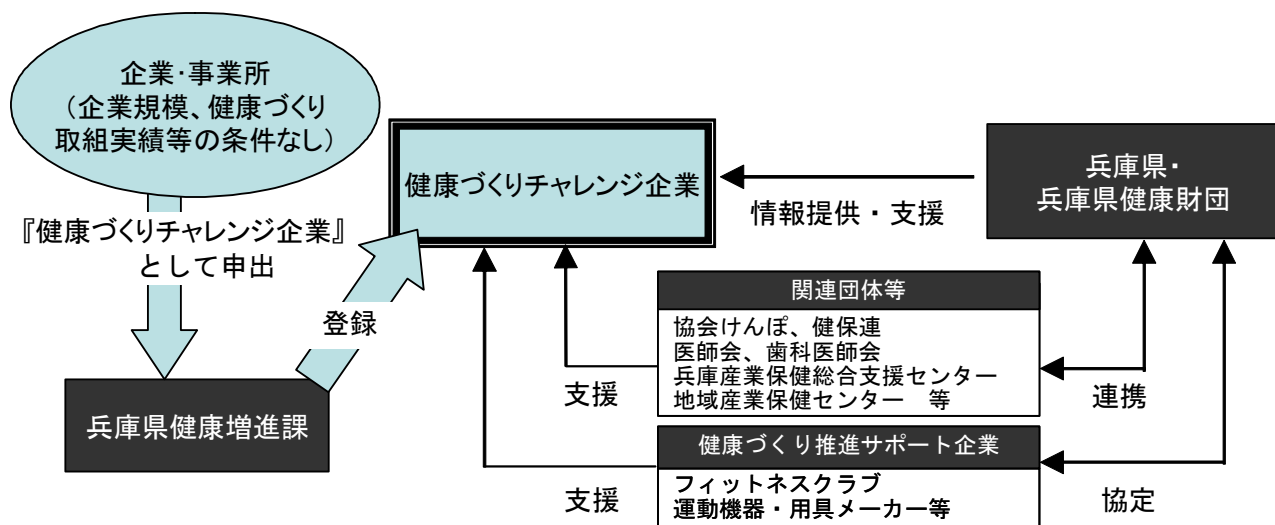 企業・事業所
(企業規模、健康づくり
取組実績等の条件なし)
『健康づくりチャレンジ企業』
として申出
兵庫県健康増進課
登録
健康づくりチャレンジ企業
情報提供・支援
兵庫県・
兵庫県健康財団
関連団体等
協会けんぽ、健保連
医師会、歯科医師会
兵庫産業保健総合支援センター
地域産業保健センター 等
支援
連携
健康づくり推進サポート企業
フィットネスクラブ
運動機器・用具メーカー等
支援
協定